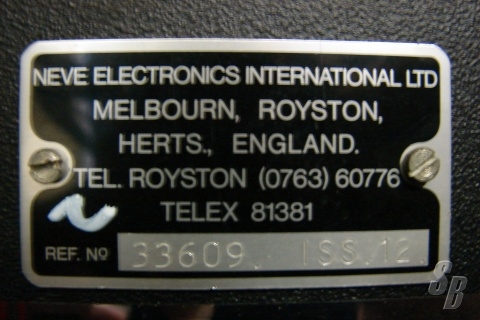 NEVE ELECTRONICS INTERNATIONAL LTD
MELBOURN, ROYSTON,
HERTS., ENGLAND.
TEL. ROYSTON (0763) 60776
TELEX 81381
REF. Nº 33609. ISS.12
SB